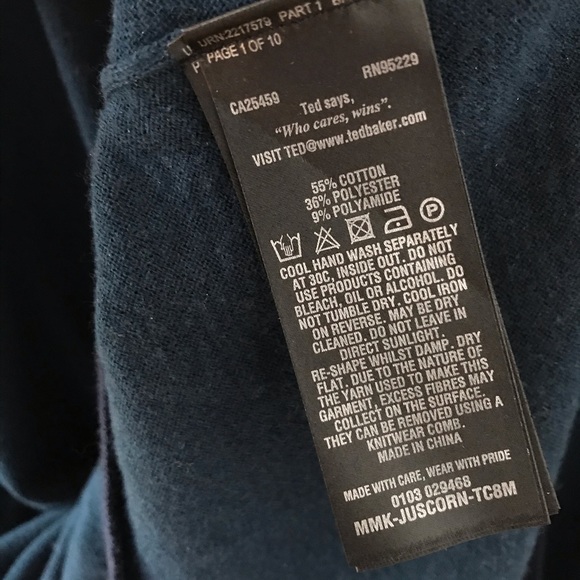 URN:2217579 PART 1
PAGE 1 OF 10
CA25459 RN95229
Ted says,
"Who cares, wins".
VISIT TED@www.tedbaker.com
55% COTTON
36% POLYESTER
9% POLYAMIDE
P
COOL HAND WASH SEPARATELY
AT 30C, INSIDE OUT. DO NOT
USE PRODUCTS CONTAINING
BLEACH, OIL OR ALCOHOL. DO
NOT TUMBLE DRY. COOL IRON
ON REVERSE. MAY BE DRY
CLEANED. DO NOT LEAVE IN
DIRECT SUNLIGHT.
RE-SHAPE WHILST DAMP. DRY
FLAT. DUE TO THE NATURE OF
THE YARN USED TO MAKE THIS
GARMENT, EXCESS FIBRES MAY
COLLECT ON THE SURFACE.
THEY CAN BE REMOVED USING A
KNITWEAR COMB.
MADE IN CHINA
MADE WITH CARE, WEAR WITH PRIDE
0103 029468
MMK-JUSCORN-TC8M